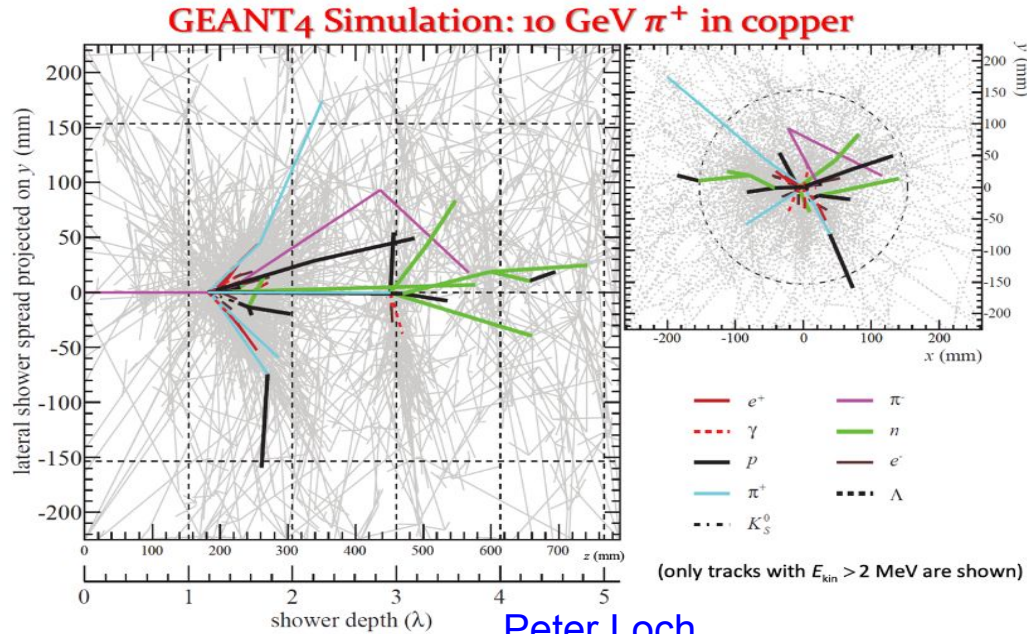 GEANT4 Simulation: 10 GeV π+ in copper
lateral shower spread projected on y (mm)
200
150
100
50
0
-50
-100
-150
-200
0 100 200 300 400 500 600 700 z (mm)
0 1 2 3 4 5
shower depth (λ)
y (mm)
200
150
100
50
0
-50
-100
-150
-200
-200 -100 0 100 200
x (mm)
e+ π-
γ n
p e-
π+ Λ
K0S
(only tracks with Ekin > 2 MeV are shown)
Peter Loch